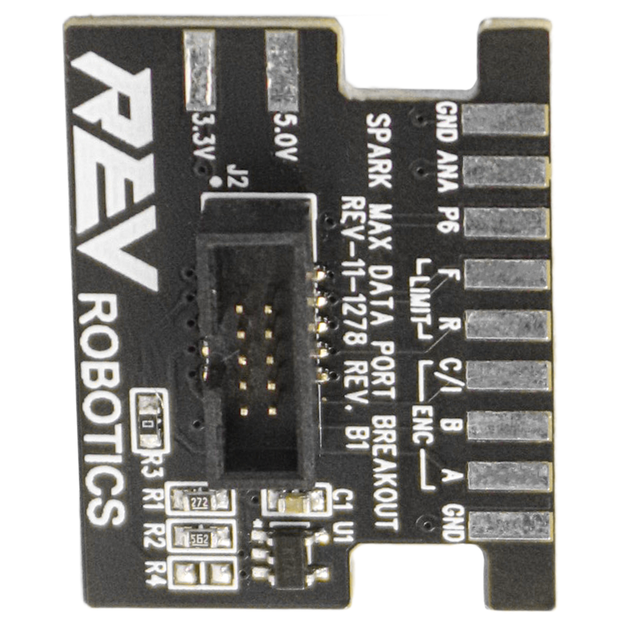 REV
ROBOTICS
3.3V
5.0V
J2
SPARK MAX DATA PORT BREAKOUT
REV-11-1278 REV. B1
GND
ANA
P6
F
R
LIMIT
C/I
B
A
ENC
GND
R3
R1
272
R2
562
R4
C1
U1
0